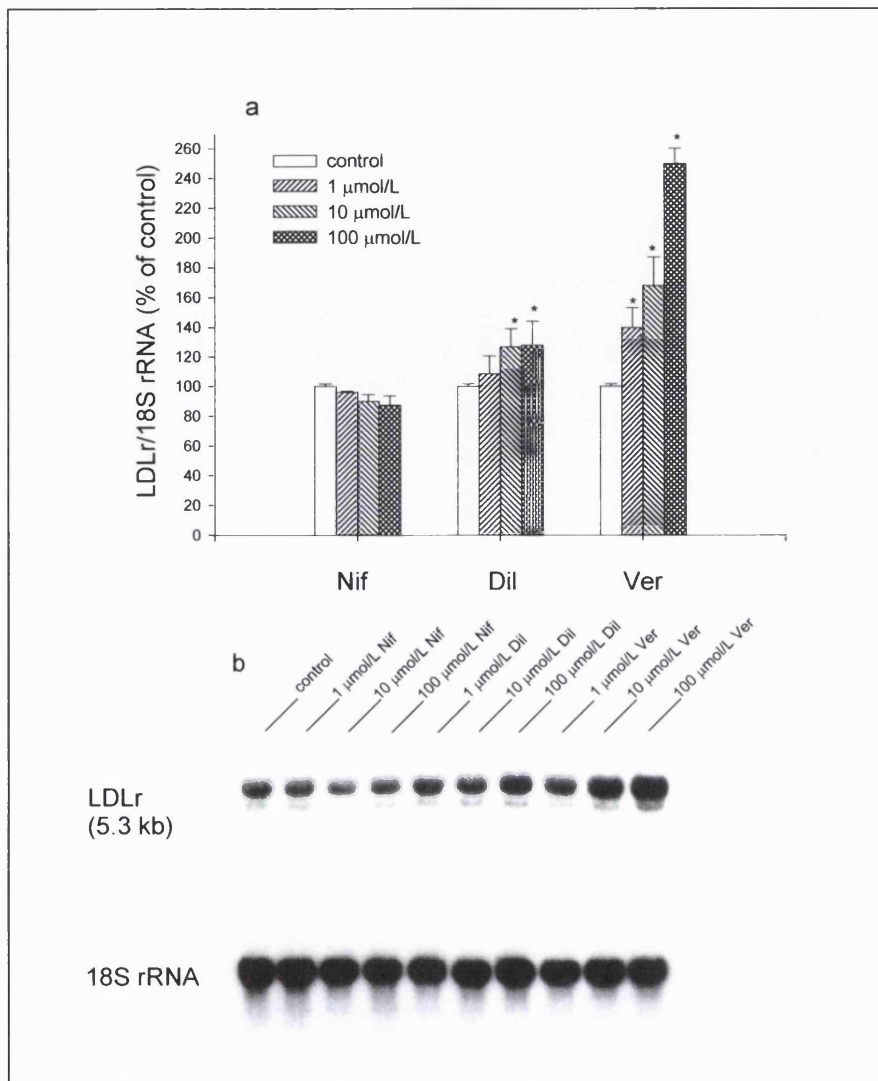 a
LDLr/18S rRNA (% of control)
260
240
220
200
180
160
140
120
100
80
60
40
20
0
control
1 μmol/L
10 μmol/L
100 μmol/L
* * * * *
Nif Dil Ver
b
control
1 μmol/L Nif
10 μmol/L Nif
100 μmol/L Nif
1 μmol/L Dil
10 μmol/L Dil
100 μmol/L Dil
1 μmol/L Ver
10 μmol/L Ver
100 μmol/L Ver
LDLr
(5.3 kb)
18S rRNA